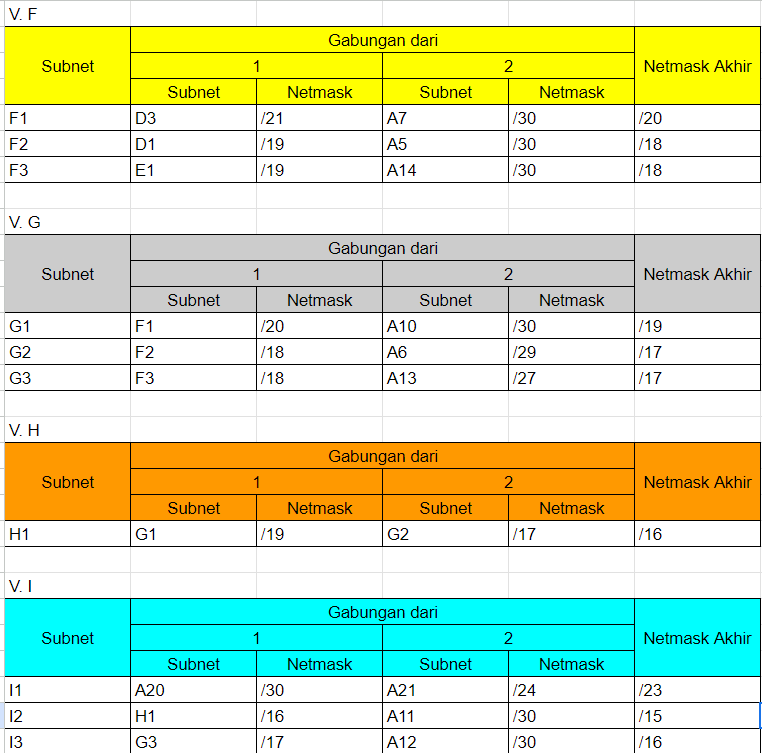 V. F
Subnet Gabungan dari Netmask Akhir
1 2
Subnet Netmask Subnet Netmask
F1 D3 /21 A7 /30 /20
F2 D1 /19 A5 /30 /18
F3 E1 /19 A14 /30 /18
V. G
Subnet Gabungan dari Netmask Akhir
1 2
Subnet Netmask Subnet Netmask
G1 F1 /20 A10 /30 /19
G2 F2 /18 A6 /29 /17
G3 F3 /18 A13 /27 /17
V. H
Subnet Gabungan dari Netmask Akhir
1 2
Subnet Netmask Subnet Netmask
H1 G1 /19 G2 /17 /16
V. I
Subnet Gabungan dari Netmask Akhir
1 2
Subnet Netmask Subnet Netmask
I1 A20 /30 A21 /24 /23
I2 H1 /16 A11 /30 /15
I3 G3 /17 A12 /30 /16